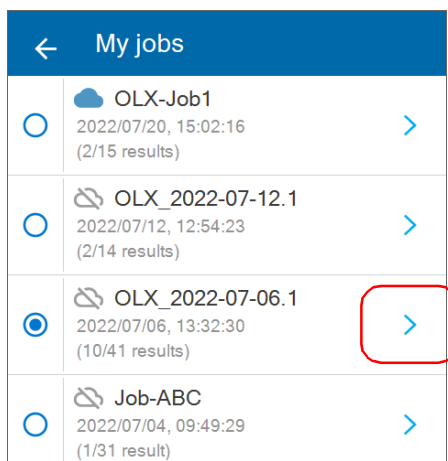 My jobs
OLX-Job1
2022/07/20, 15:02:16
(2/15 results)
OLX_2022-07-12.1
2022/07/12, 12:54:23
(2/14 results)
OLX_2022-07-06.1
2022/07/06, 13:32:30
(10/41 results)
Job-ABC
2022/07/04, 09:49:29
(1/31 result)